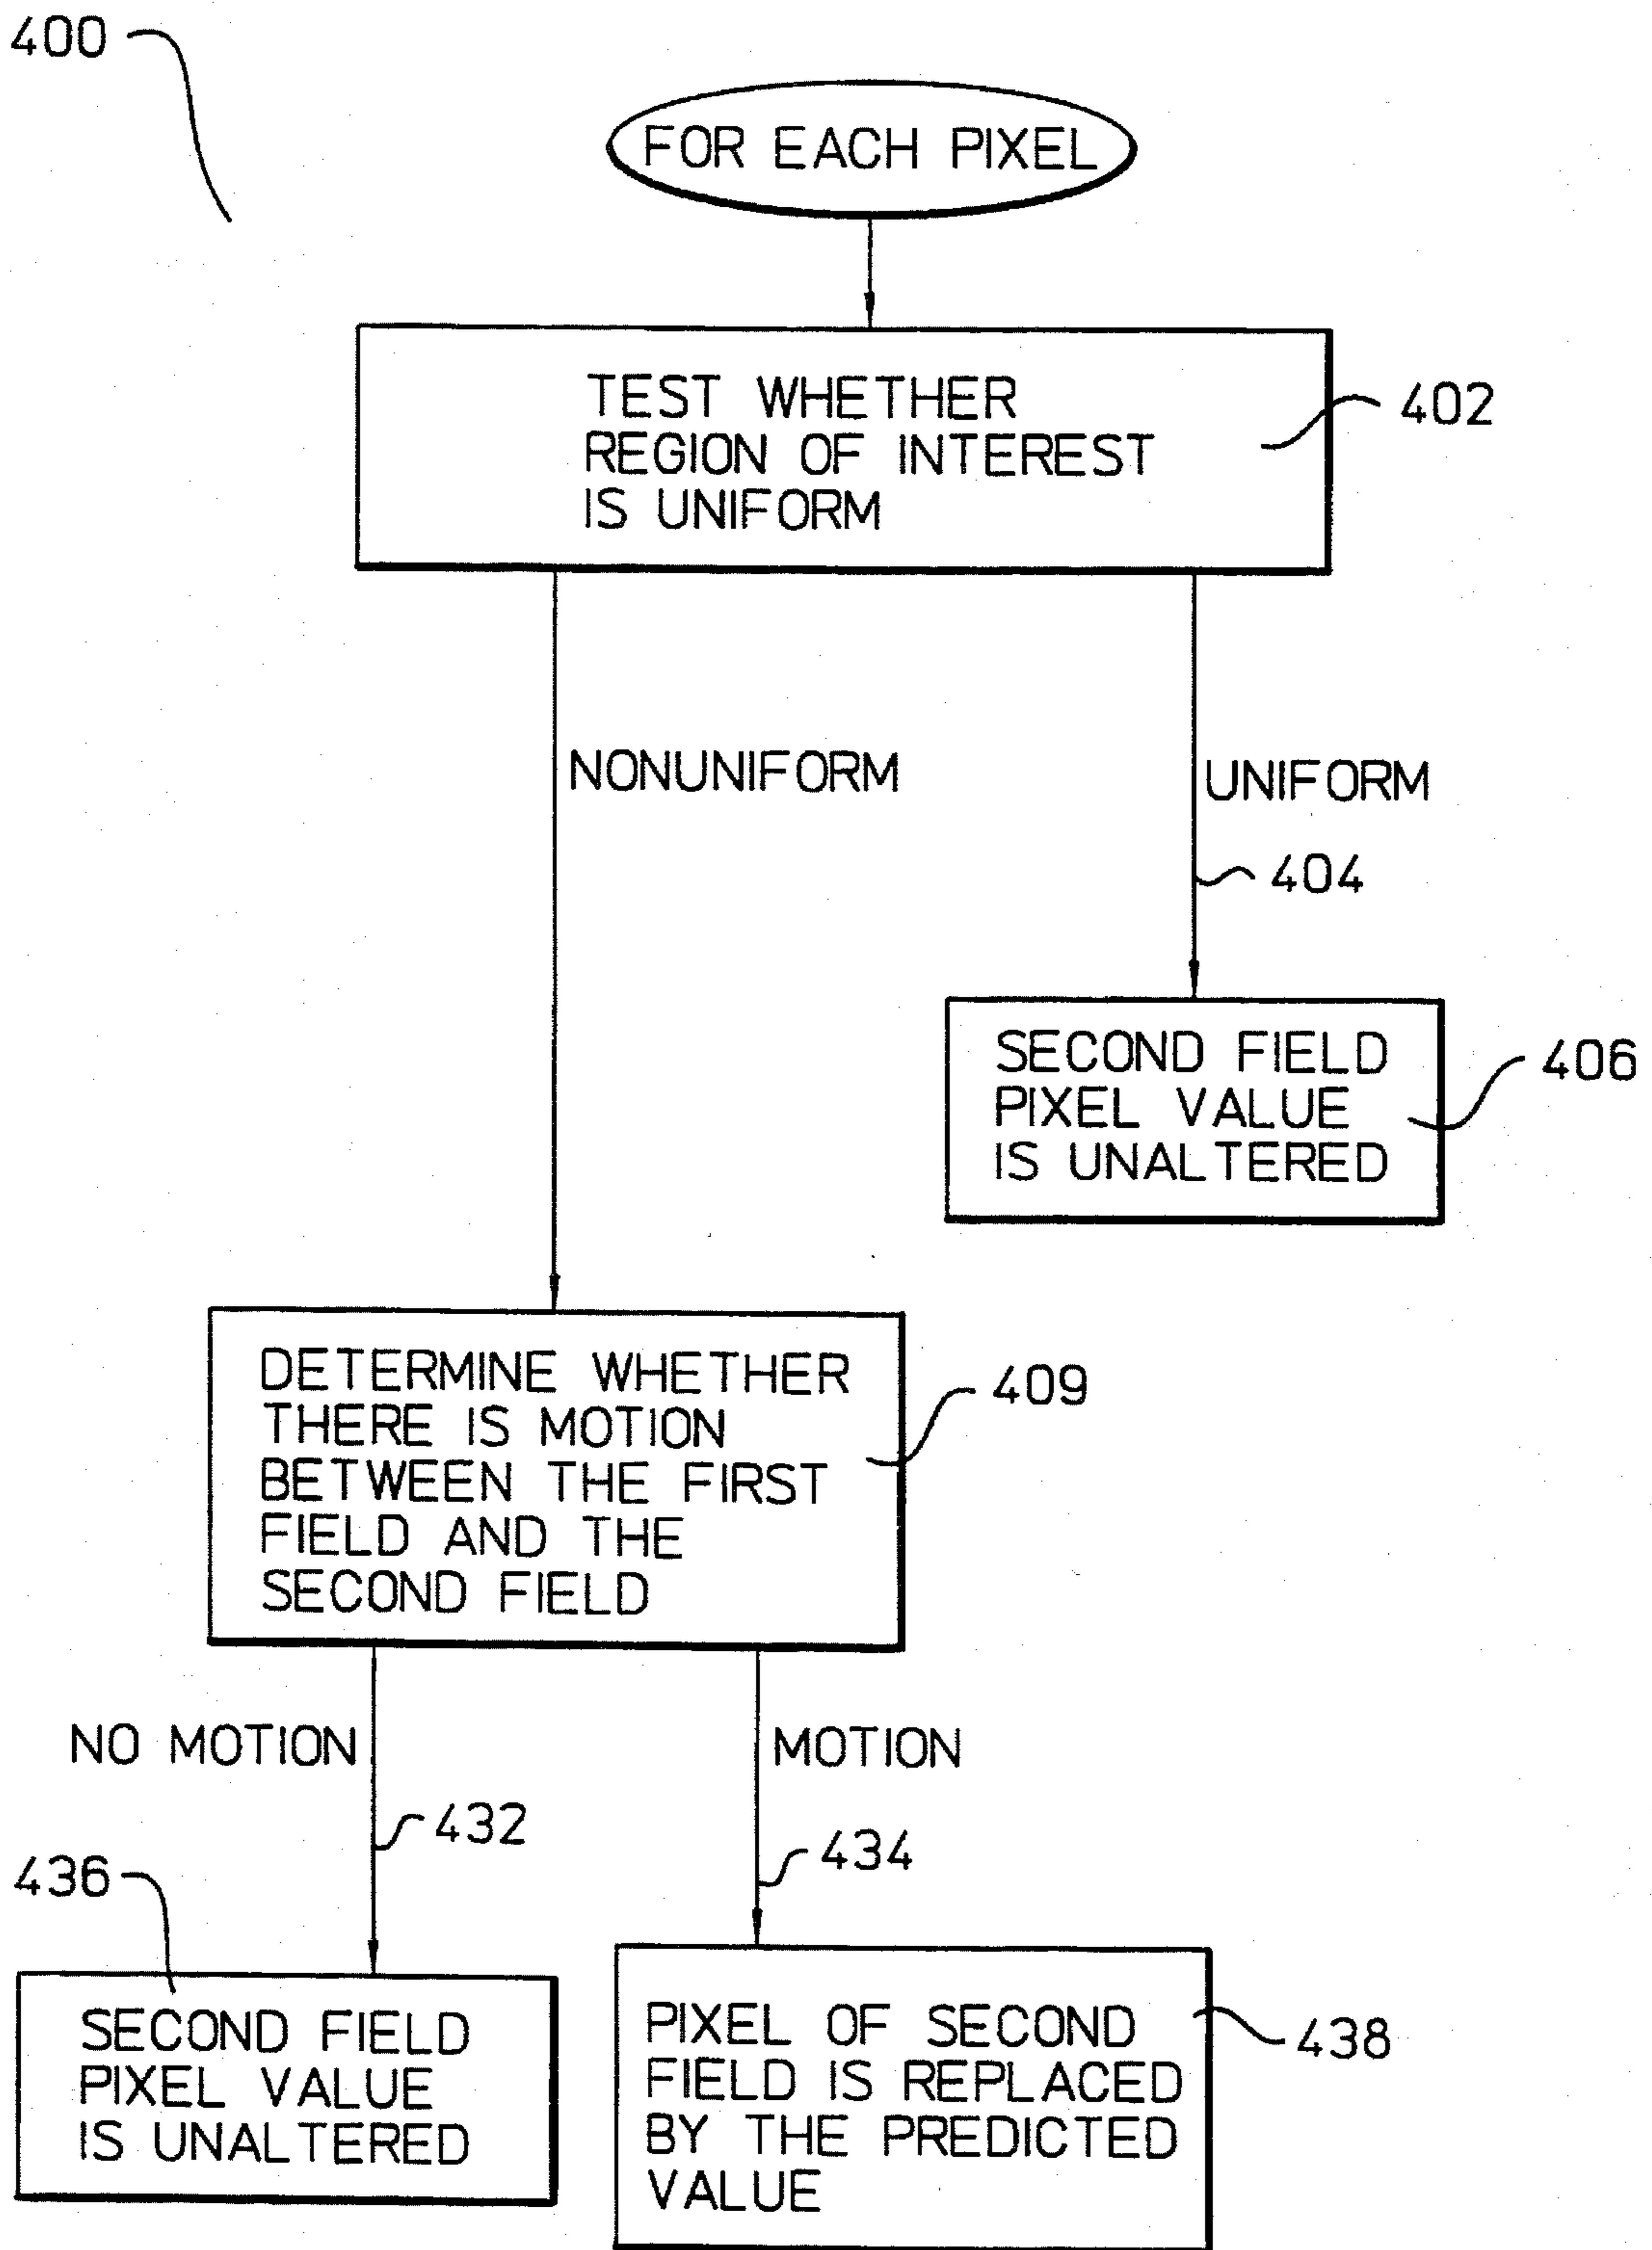 400
FOR EACH PIXEL
TEST WHETHER
REGION OF INTEREST
IS UNIFORM
402
NONUNIFORM
UNIFORM
404
SECOND FIELD
PIXEL VALUE
IS UNALTERED
406
DETERMINE WHETHER
THERE IS MOTION
BETWEEN THE FIRST
FIELD AND THE
SECOND FIELD
409
NO MOTION
MOTION
432
434
436
SECOND FIELD
PIXEL VALUE
IS UNALTERED
PIXEL OF SECOND
FIELD IS REPLACED
BY THE PREDICTED
VALUE
438